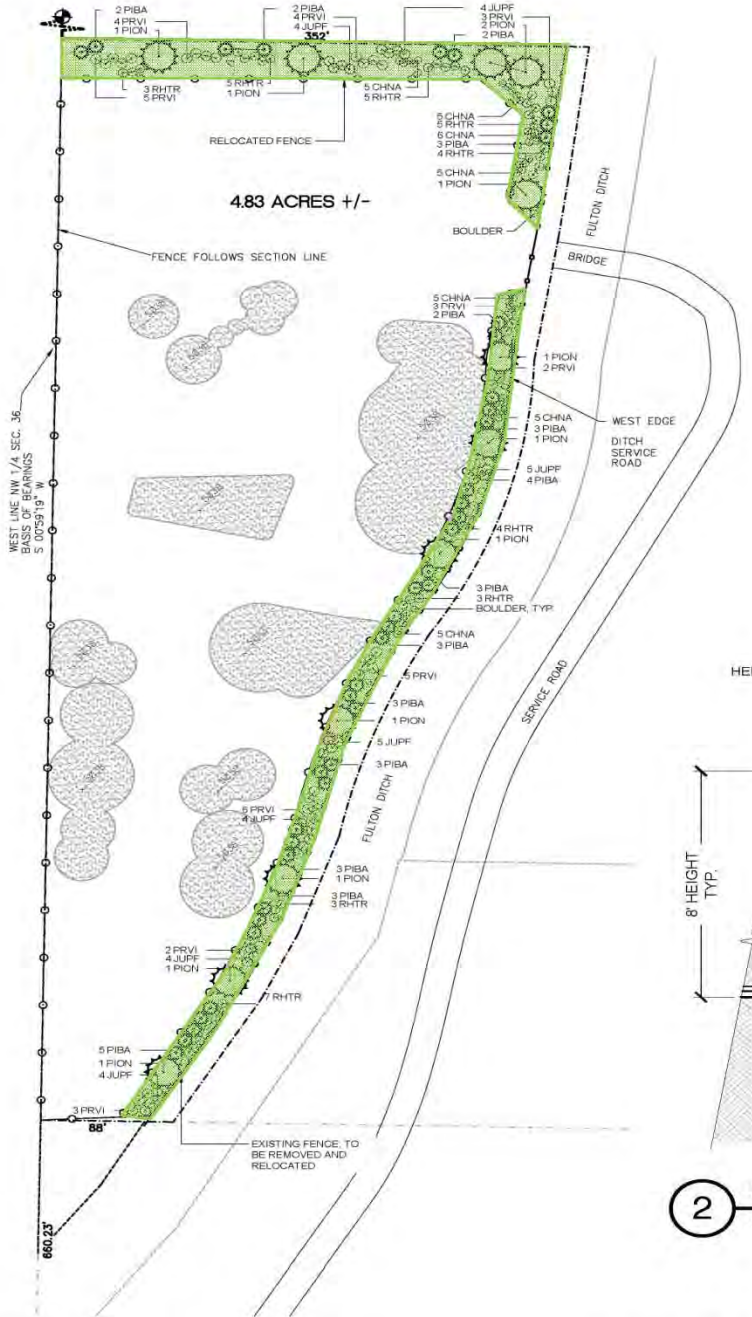 2 PIBA
4 PRVI
1 PION
2 PIBA
4 PRVI
4 JUPF
352'
4 JUPF
3 PRVI
2 PION
2 PIBA
3 RHTR
5 PRVI
5 RHTR
1 PION
5 CHNA
5 RHTR
RELOCATED FENCE
5 CHNA
5 RHTR
6 CHNA
3 PIBA
4 RHTR
5 CHNA
1 PION
BOULDER
4.83 ACRES +/-
FULTON DITCH
BRIDGE
FENCE FOLLOWS SECTION LINE
5 CHNA
3 PRVI
2 PIBA
1 PION
2 PRVI
5 CHNA
3 PIBA
1 PION
WEST EDGE
DITCH
SERVICE
ROAD
5 JUPF
4 PIBA
WEST LINE NW 1/4 SEC. 36
BASIS OF BEARINGS
S 00°59'19" W
4 RHTR
1 PION
3 PIBA
3 RHTR
BOULDER, TYP.
5 CHNA
3 PIBA
5 PRVI
3 PIBA
1 PION
5 JUPF
3 PIBA
SERVICE ROAD
FULTON DITCH
HEI
8' HEIGHT
TYP.
4 JUPF
3 PIBA
1 PION
3 PIBA
3 RHTR
2 PRVI
4 JUPF
1 PION
7 RHTR
5 PIBA
1 PION
4 JUPF
3 PRVI
88'
EXISTING FENCE, TO
BE REMOVED AND
RELOCATED
660.23'
2